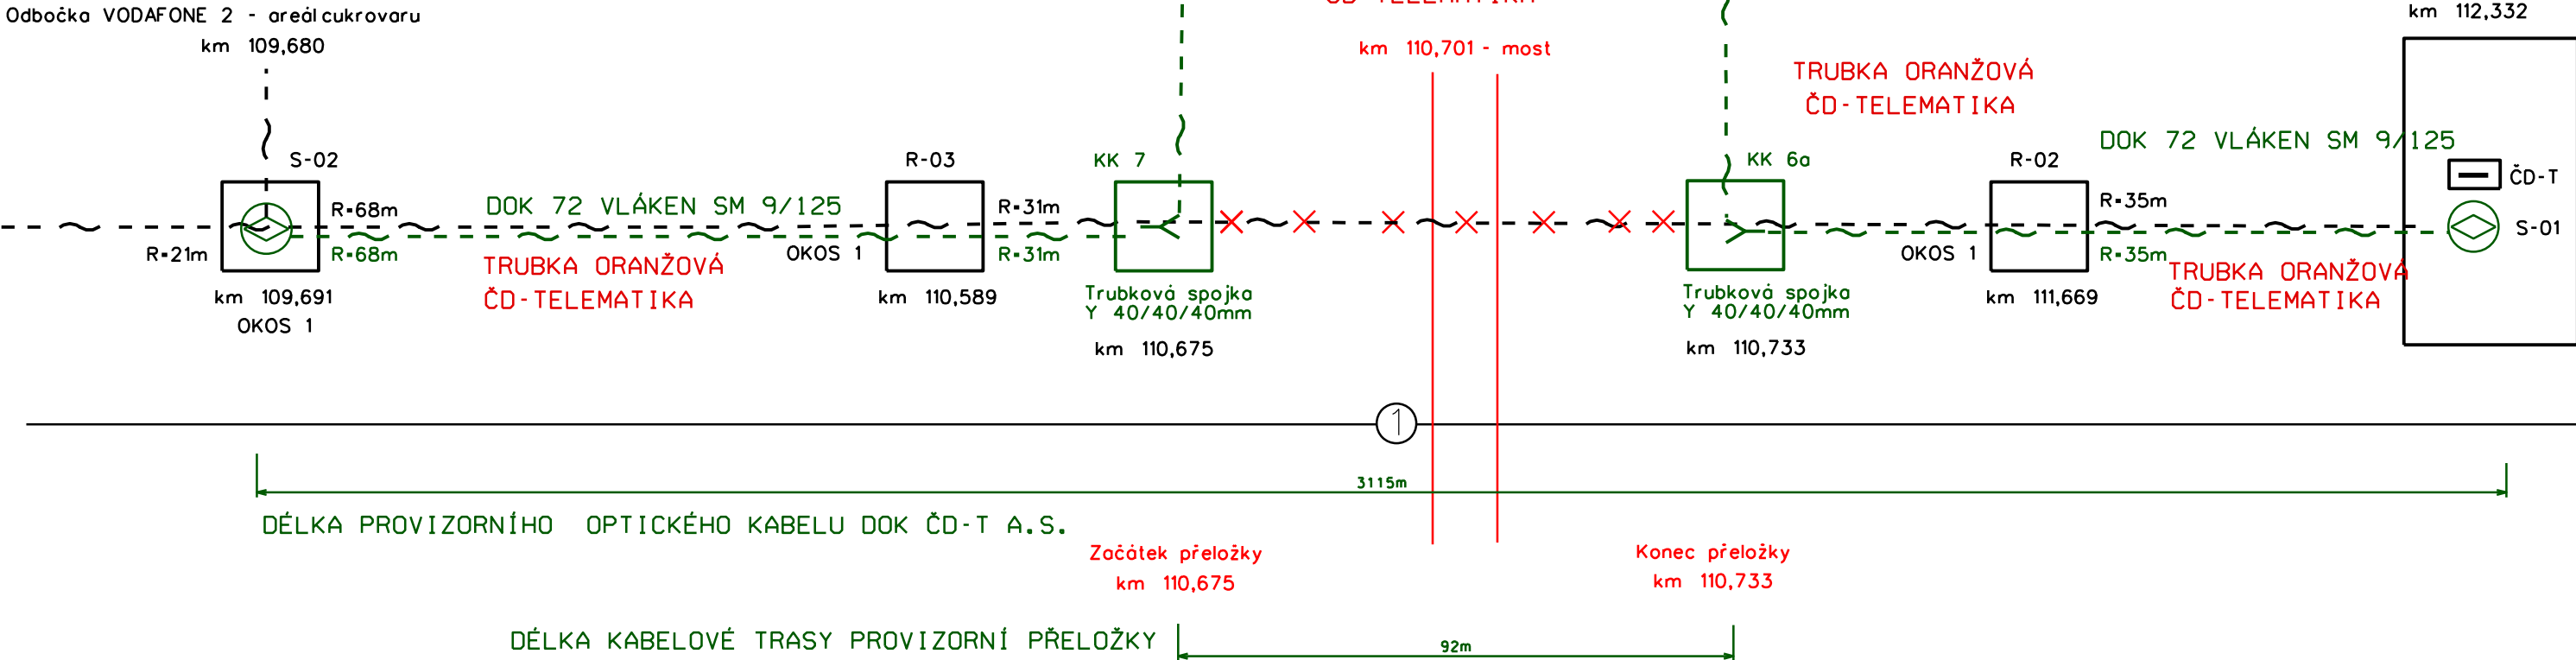 Odbočka VODAFONE 2 - areál cukrovaru
km 109,680
km 110,701 - most
km 112,332
TRUBKA ORANŽOVÁ
ČD-TELEMATIKA
DOK 72 VLÁKEN SM 9/125
S-02
R-03
KK 7
KK 6a
R-02
ČD-T
S-01
R=68m
DOK 72 VLÁKEN SM 9/125
R=31m
R=35m
R=21m
R=68m
OKOS 1
R=31m
OKOS 1
R=35m
TRUBKA ORANŽOVÁ
ČD-TELEMATIKA
TRUBKA ORANŽOVÁ
ČD-TELEMATIKA
km 109,691
OKOS 1
km 110,589
Trubková spojka
Y 40/40/40mm
km 110,675
Trubková spojka
Y 40/40/40mm
km 110,733
km 111,669
1
3115m
DÉLKA PROVIZORNÍHO OPTICKÉHO KABELU DOK ČD-T A.S.
Začátek přeložky
km 110,675
Konec přeložky
km 110,733
DÉLKA KABELOVÉ TRASY PROVIZORNÍ PŘELOŽKY
92m